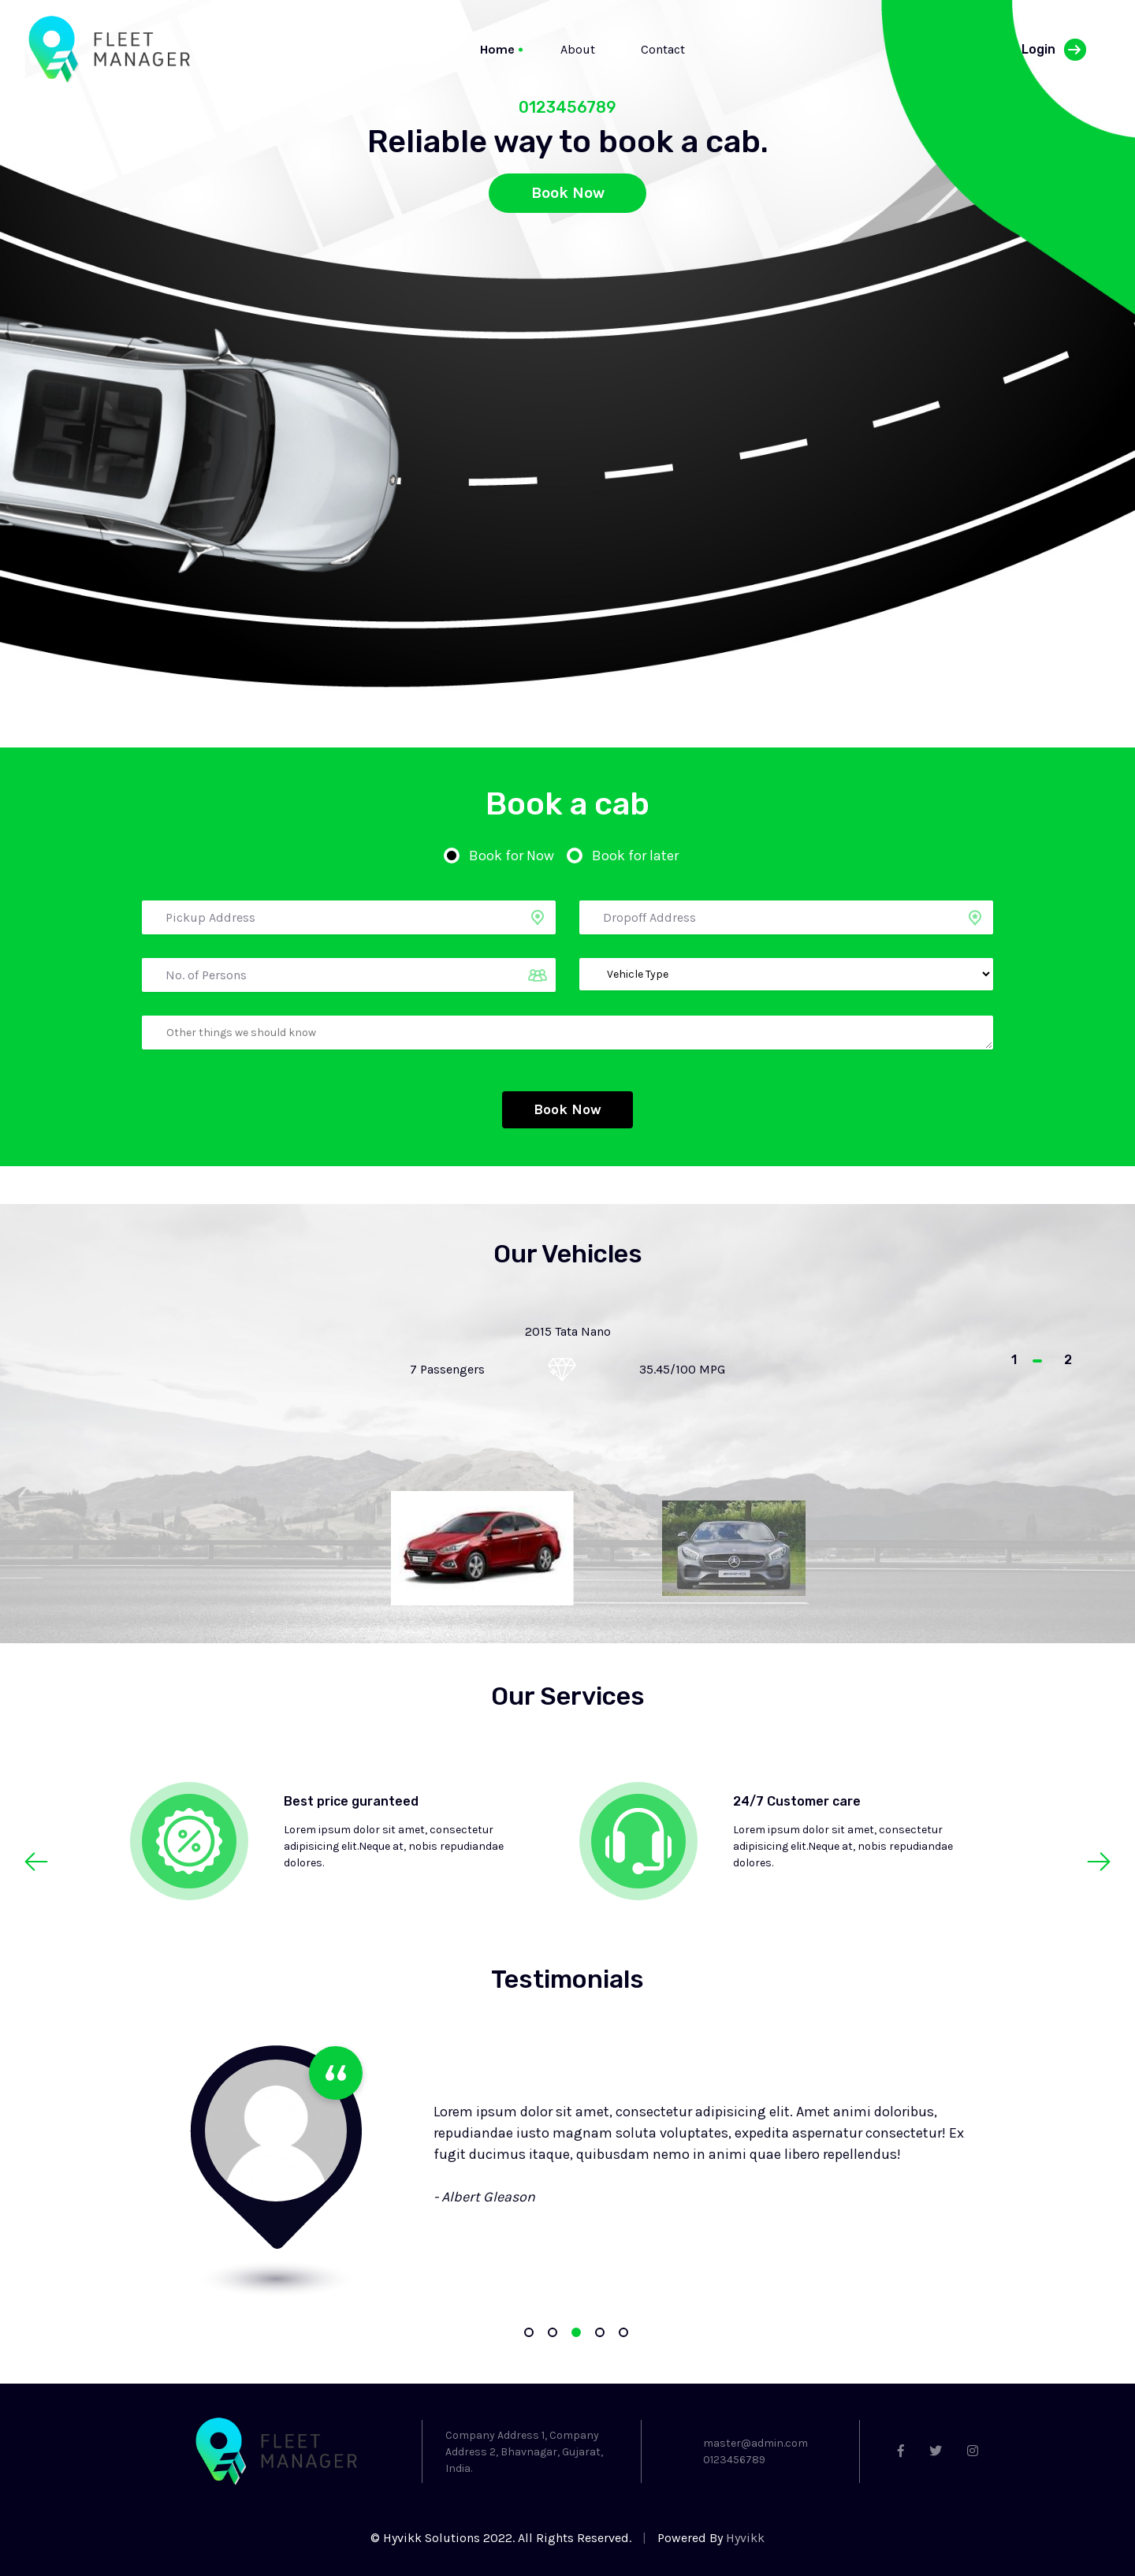 FLEET
MANAGER
Home
About
Contact
Login
0123456789
Reliable way to book a cab.
Book Now
Book a cab
Book for Now
Book for later
Pickup Address
Dropoff Address
No. of Persons
Vehicle Type
Other things we should know
Book Now
Our Vehicles
2015 Tata Nano
7 Passengers
35.45/100 MPG
1
2
Our Services
Best price guranteed
Lorem ipsum dolor sit amet, consectetur
adipisicing elit.Neque at, nobis repudiandae
dolores.
24/7 Customer care
Lorem ipsum dolor sit amet, consectetur
adipisicing elit.Neque at, nobis repudiandae
dolores.
Testimonials
Lorem ipsum dolor sit amet, consectetur adipisicing elit. Amet animi doloribus,
repudiandae iusto magnam soluta voluptates, expedita aspernatur consectetur! Ex
fugit ducimus itaque, quibusdam nemo in animi quae libero repellendus!
- Albert Gleason
FLEET
MANAGER
Company Address 1, Company
Address 2, Bhavnagar, Gujarat,
India.
master@admin.com
0123456789
© Hyvikk Solutions 2022. All Rights Reserved. | Powered By Hyvikk